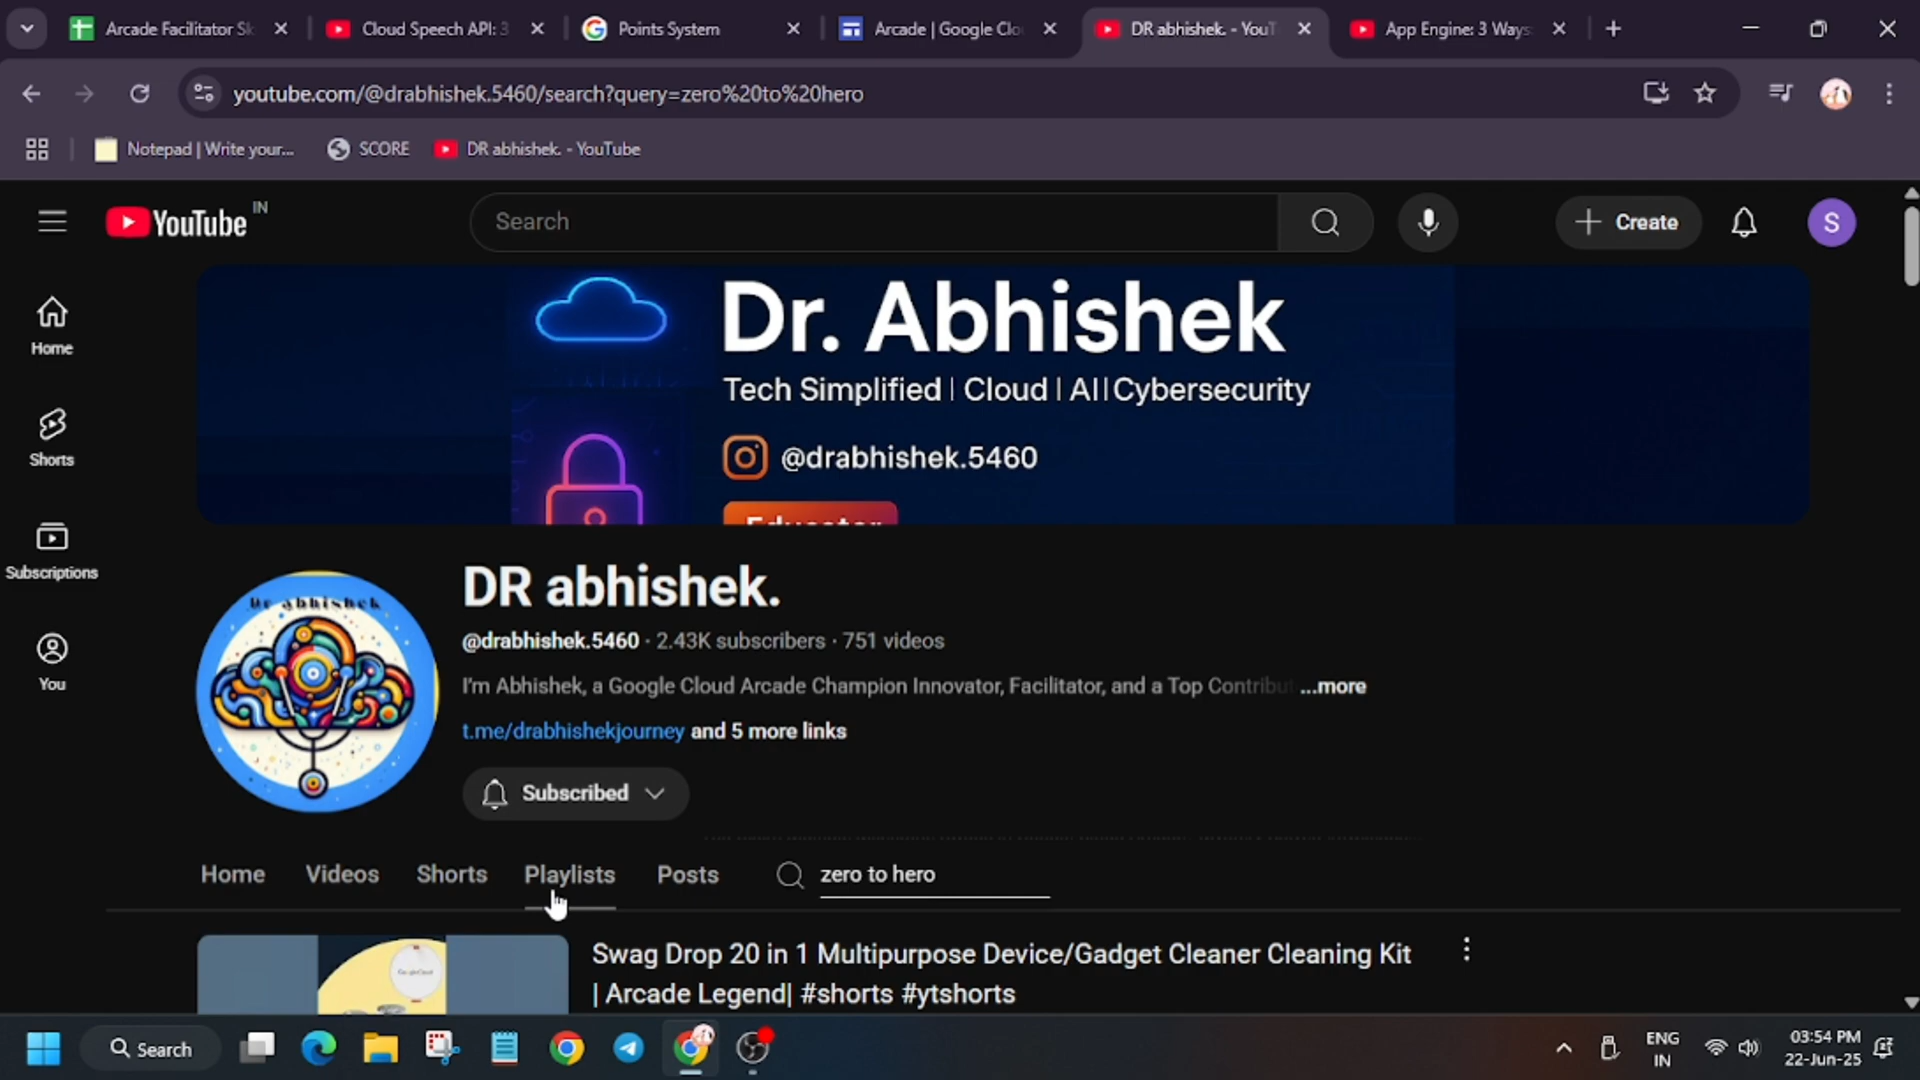 Arcade Facilitator Sk
Cloud Speech API: 3
Points System
Arcade | Google Clo
DR abhishek. - YouT
App Engine: 3 Ways
youtube.com/@drabhishek.5460/search?query=zero%20to%20hero
Notepad | Write your...
SCORE
DR abhishek. - YouTube
YouTube IN
Search
Create
S
Home
Shorts
Subscriptions
You
Dr. Abhishek
Tech Simplified | Cloud | AI | Cybersecurity
@drabhishek.5460
Educator
Dr abhishek
DR abhishek.
@drabhishek.5460 · 2.43K subscribers · 751 videos
I'm Abhishek, a Google Cloud Arcade Champion Innovator, Facilitator, and a Top Contribut ...more
t.me/drabhishekjourney and 5 more links
Subscribed
Home Videos Shorts Playlists Posts zero to hero
Swag Drop 20 in 1 Multipurpose Device/Gadget Cleaner Cleaning Kit
| Arcade Legend| #shorts #ytshorts
Search
ENG
IN
03:54 PM
22-Jun-25